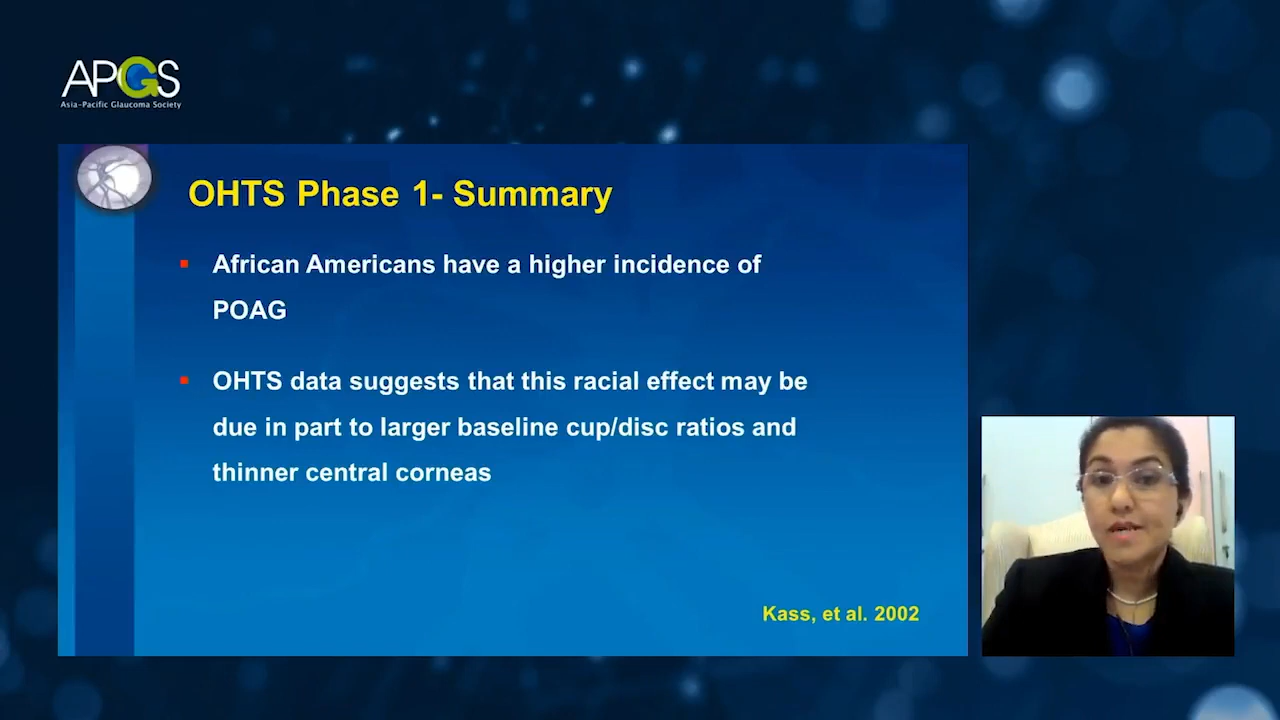 APGS
Asia-Pacific Glaucoma Society
OHTS Phase 1- Summary
African Americans have a higher incidence of
POAG
OHTS data suggests that this racial effect may be
due in part to larger baseline cup/disc ratios and
thinner central corneas
Kass, et al. 2002